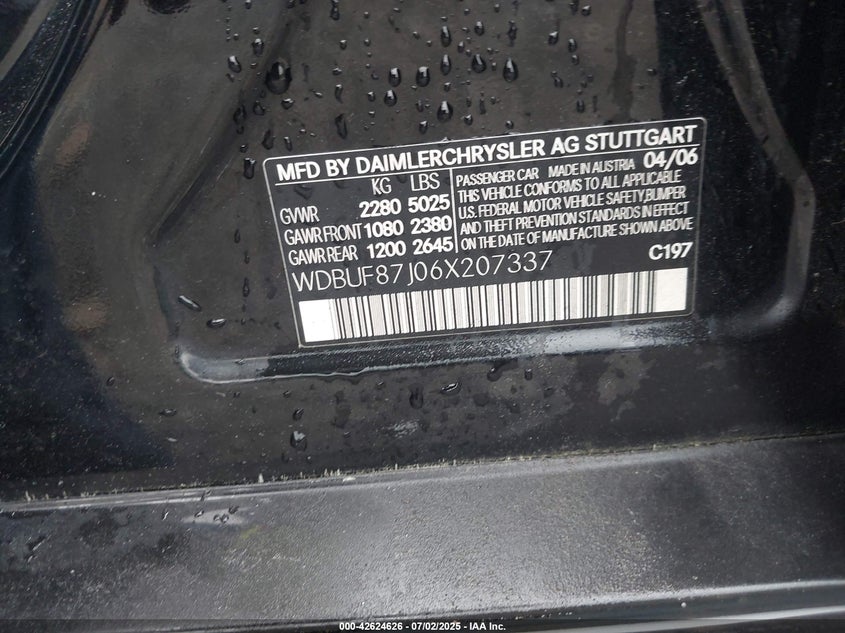 MFD BY DAIMLERCHRYSLER AG STUTTGART
KG LBS
GVWR 2280 5025
GAWR FRONT 1080 2380
GAWR REAR 1200 2645
PASSENGER CAR MADE IN AUSTRIA 04/06
THIS VEHICLE CONFORMS TO ALL APPLICABLE
U.S. FEDERAL MOTOR VEHICLE SAFETY,BUMPER
AND THEFT PREVENTION STANDARDS IN EFFECT
ON THE DATE OF MANUFACTURE SHOWN ABOVE
C197
WDBUF87J06X207337
000-42624626 - 07/02/2025 - IAA Inc.